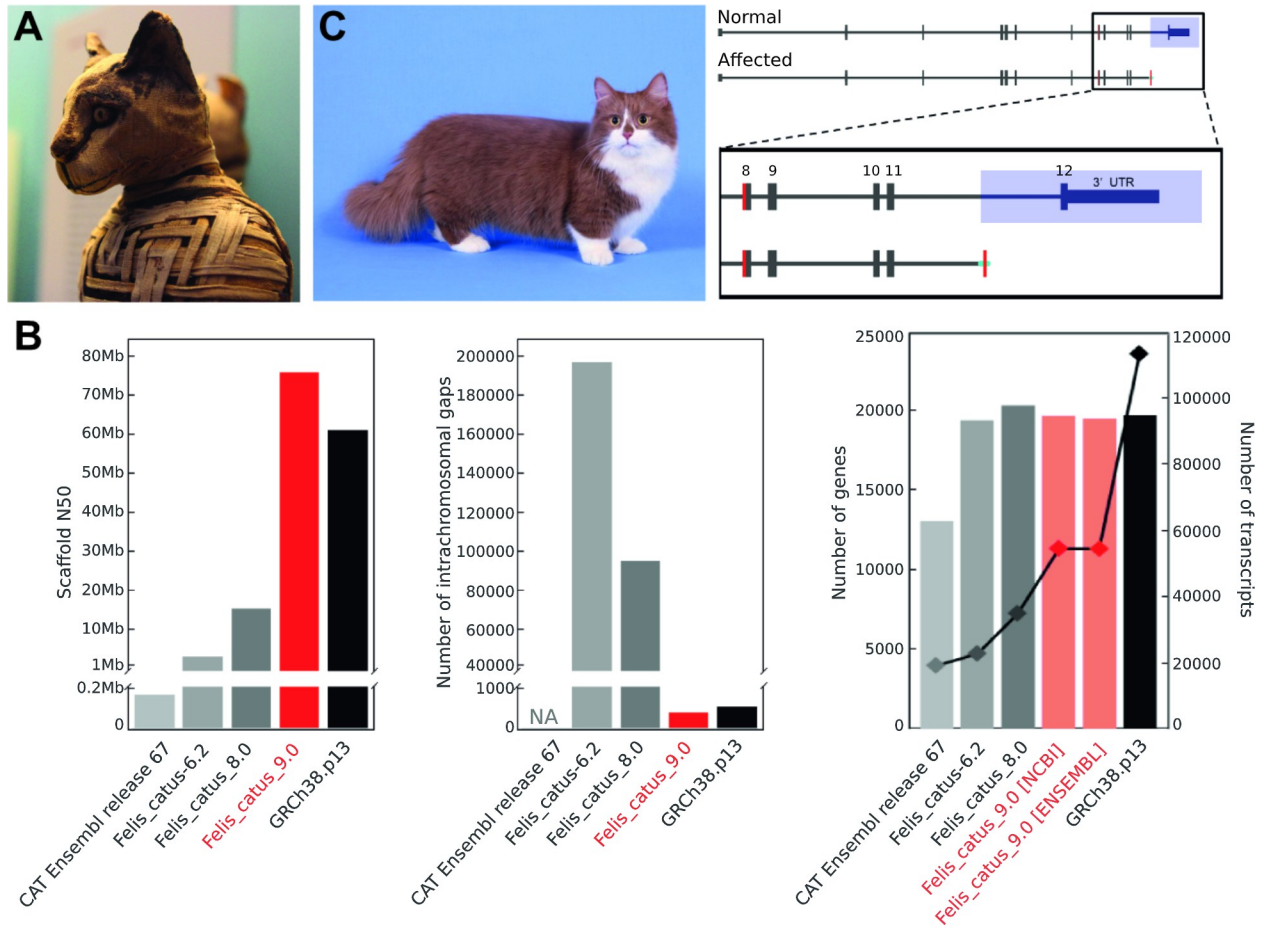 A
C
Normal
Affected
8 9 10 11 12
3' UTR
B
Scaffold N50
80Mb
70Mb
60Mb
50Mb
40Mb
30Mb
20Mb
10Mb
1Mb
0.2Mb
0
CAT Ensembl release 67
Felis_catus-6.2
Felis_catus_8.0
Felis_catus_9.0
GRCh38.p13
Number of intrachromosomal gaps
200000
180000
160000
140000
120000
100000
80000
60000
40000
1000
0
NA
CAT Ensembl release 67
Felis_catus-6.2
Felis_catus_8.0
Felis_catus_9.0
GRCh38.p13
Number of genes
25000
20000
15000
10000
5000
0
120000
100000
80000
60000
40000
20000
0
Number of transcripts
CAT Ensembl release 67
Felis_catus-6.2
Felis_catus_8.0
Felis_catus_9.0 [NCBI]
Felis_catus_9.0 [ENSEMBL]
GRCh38.p13